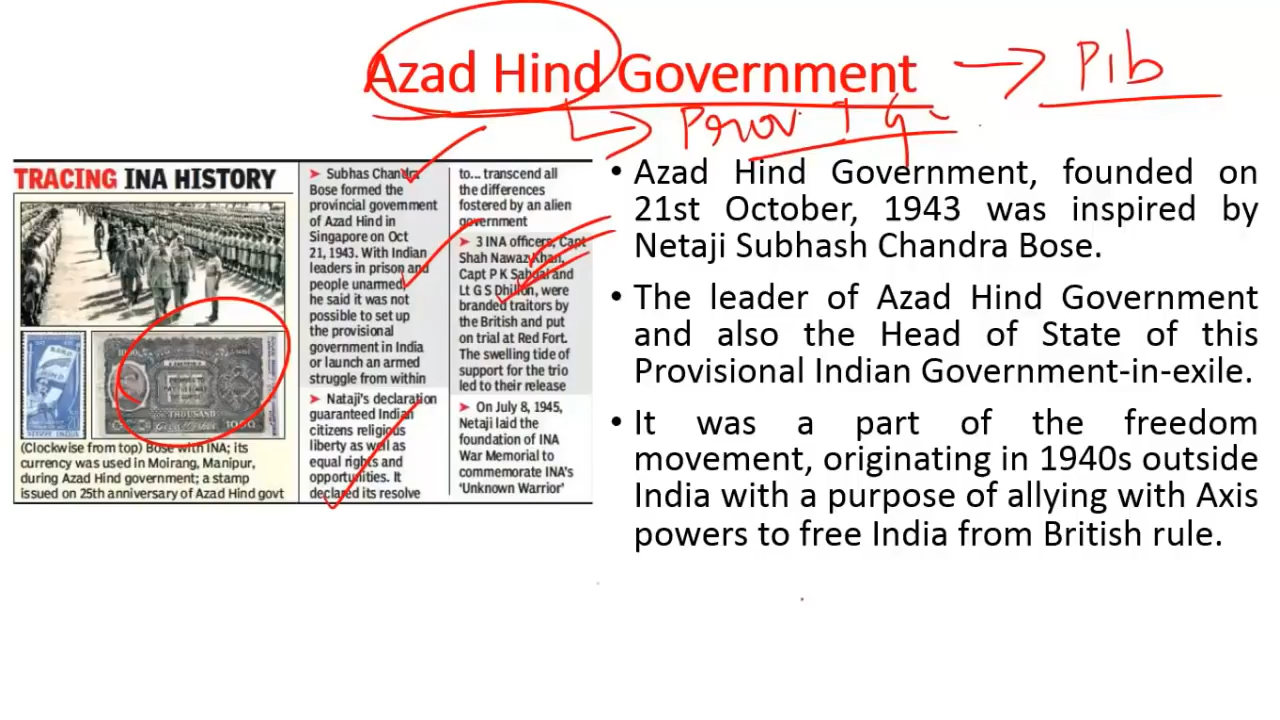 Azad Hind Government
→ Pib
→ Prov I G.
TRACING INA HISTORY
(Clockwise from top) Bose with INA; its
currency was used in Moirang, Manipur,
during Azad Hind government; a stamp
issued on 25th anniversary of Azad Hind govt
➤ Subhas Chandra
Bose formed the
provincial government
of Azad Hind in
Singapore on Oct
21, 1943. With Indian
leaders in prison and
people unarmed,
he said it was not
possible to set up
the provisional
government in India
or launch an armed
struggle from within
➤ Netaji's declaration
guaranteed Indian
citizens religious
liberty as well as
equal rights and
opportunities. It
declared its resolve
to... transcend all
the differences
fostered by an alien
government
➤ 3 INA officers, Capt
Shah Nawaz Khan,
Capt P K Sahgal and
Lt G S Dhillon, were
branded traitors by
the British and put
on trial at Red Fort.
The swelling tide of
support for the trio
led to their release
➤ On July 8, 1945,
Netaji laid the
foundation of INA
War Memorial to
commemorate INA's
'Unknown Warrior'
• Azad Hind Government, founded on
21st October, 1943 was inspired by
Netaji Subhash Chandra Bose.
• The leader of Azad Hind Government
and also the Head of State of this
Provisional Indian Government-in-exile.
• It was a part of the freedom
movement, originating in 1940s outside
India with a purpose of allying with Axis
powers to free India from British rule.